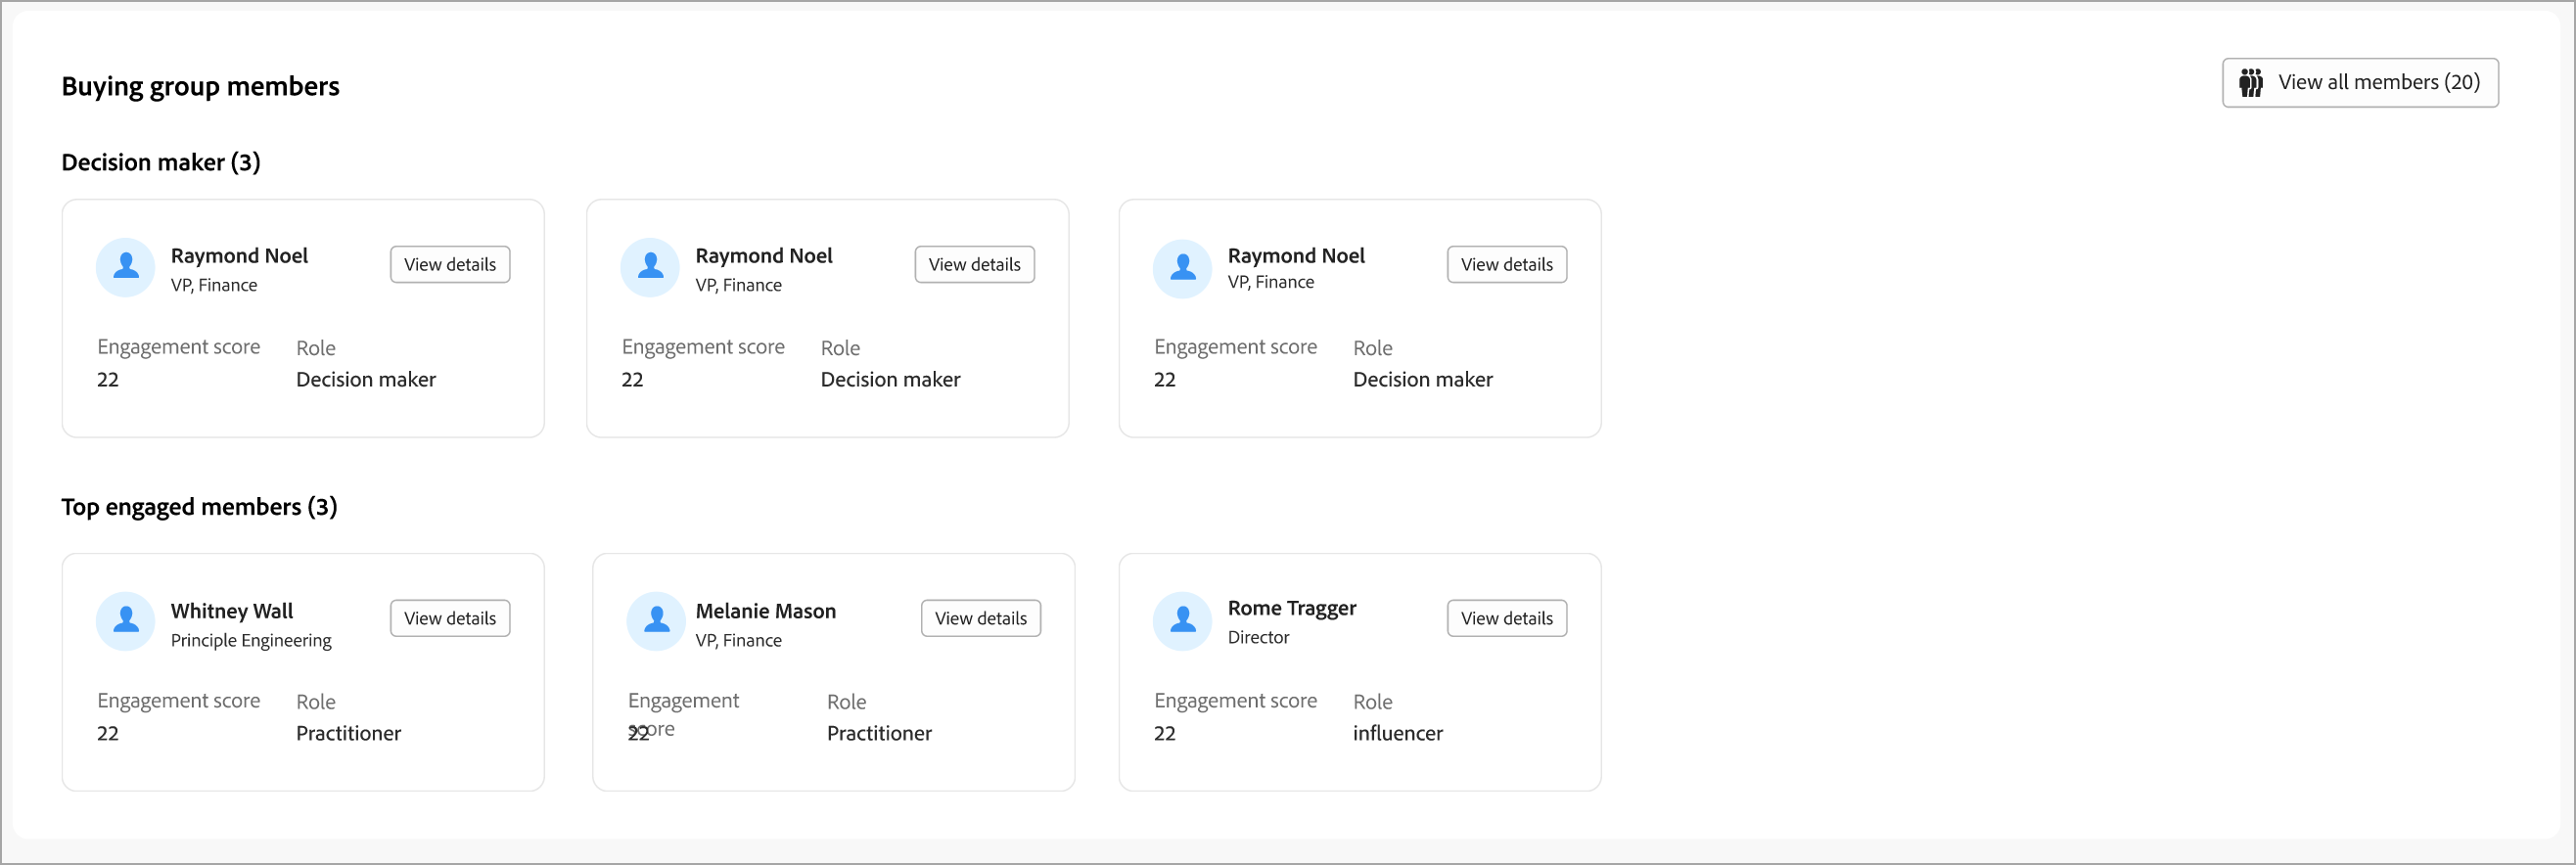 Buying group members
View all members (20)
Decision maker (3)
Raymond Noel
VP, Finance
View details
Engagement score
Role
22
Decision maker
Raymond Noel
VP, Finance
View details
Engagement score
Role
22
Decision maker
Raymond Noel
VP, Finance
View details
Engagement score
Role
22
Decision maker
Top engaged members (3)
Whitney Wall
Principle Engineering
View details
Engagement score
Role
22
Practitioner
Melanie Mason
VP, Finance
View details
Engagement
score
Role
22
Practitioner
Rome Tragger
Director
View details
Engagement score
Role
22
influencer